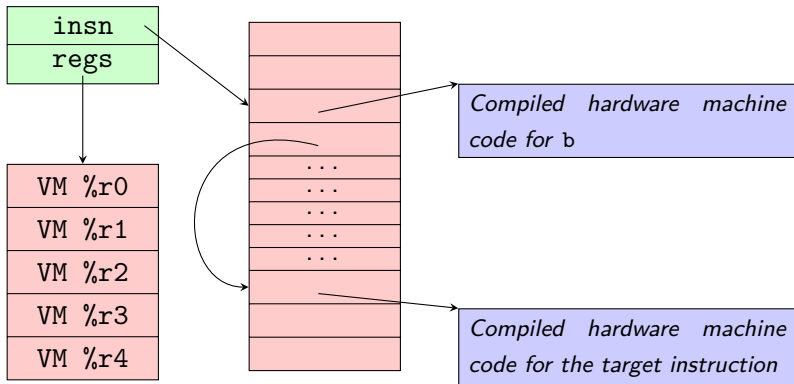 insn
regs
VM %r0
VM %r1
VM %r2
VM %r3
VM %r4
...
...
...
...
...
Compiled hardware machine
code for b
Compiled hardware machine
code for the target instruction